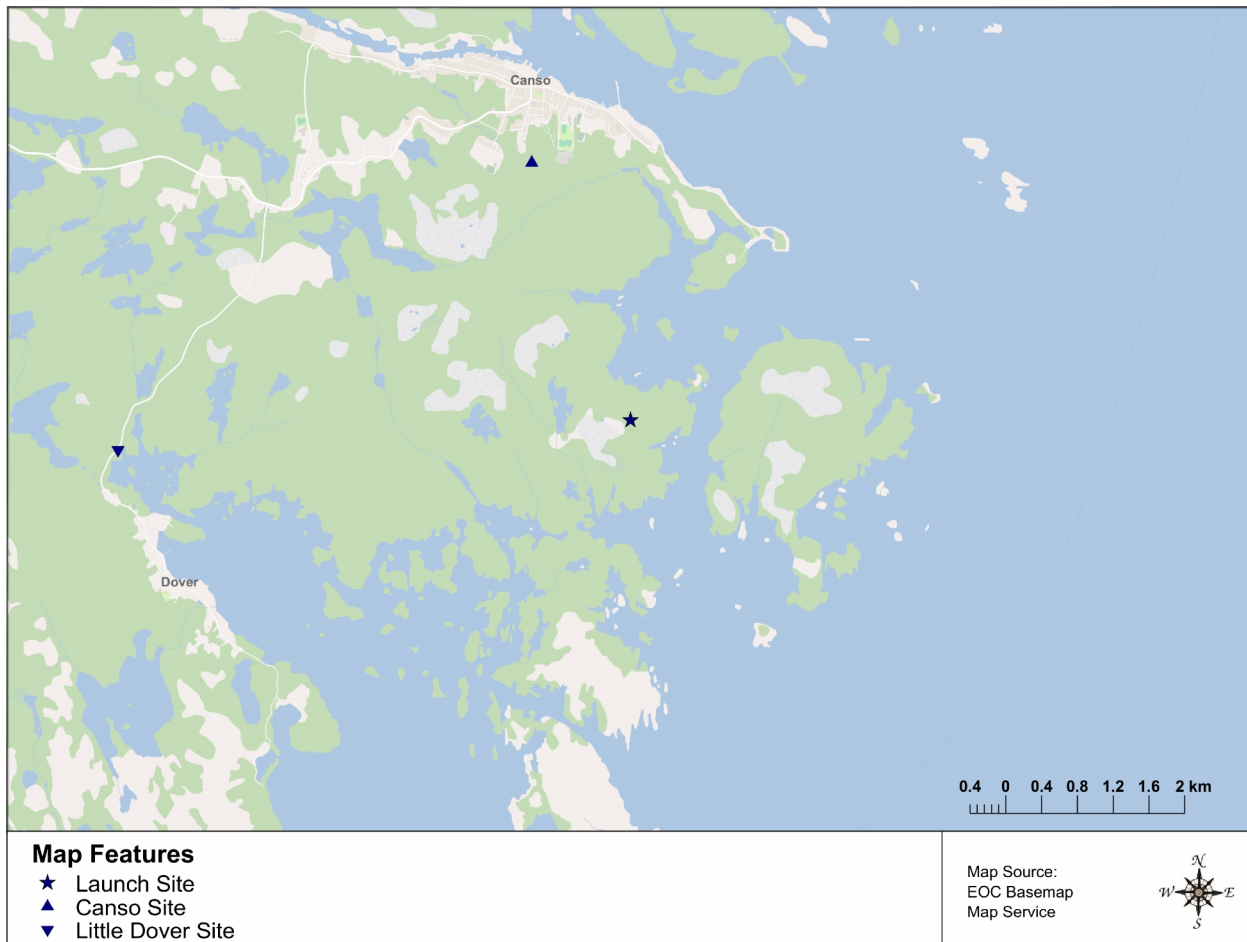 Canso
Dover
0.4 0 0.4 0.8 1.2 1.6 2 km
Map Features
Launch Site
Canso Site
Little Dover Site
Map Source:
EOC Basemap
Map Service
N
W E
S